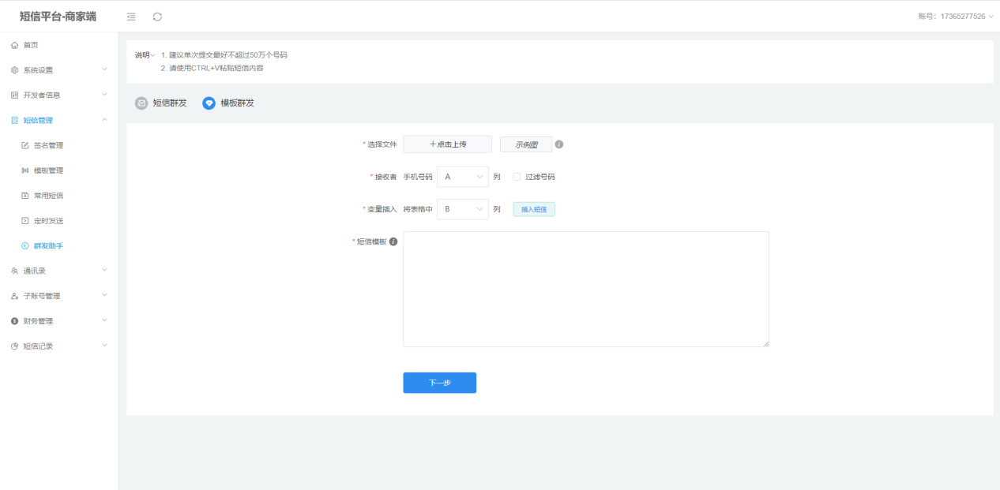 短信平台-商家端
账号：17365277526
首页
系统设置
开发者信息
短信管理
签名管理
模板管理
常用短信
定时发送
群发助手
通讯录
子账号管理
财务管理
短信记录
说明 1. 建议单次提交最好不超过50万个号码
2. 请使用CTRL+V粘贴短信内容
短信群发 模板群发
* 选择文件 +点击上传 示例图
* 接收者 手机号码 A 列 过滤号码
* 变量插入 将表格中 B 列 插入短信
* 短信模板
下一步